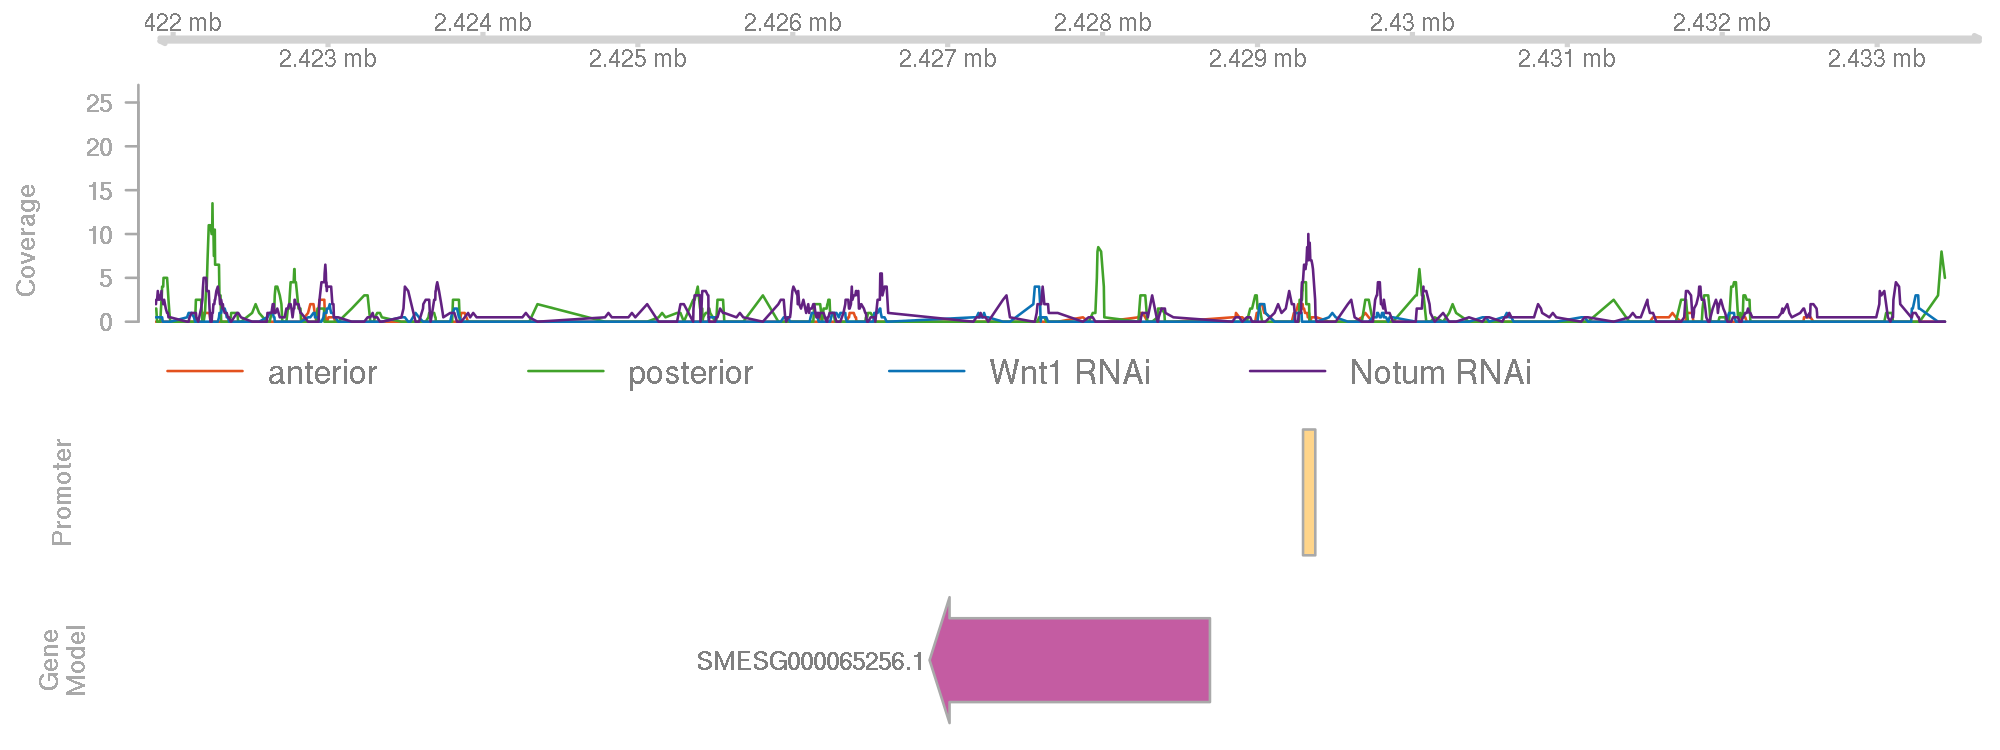 422 mb 2.424 mb 2.426 mb 2.428 mb 2.43 mb 2.432 mb
2.423 mb 2.425 mb 2.427 mb 2.429 mb 2.431 mb 2.433 mb
Coverage
25
20
15
10
5
0
anterior posterior Wnt1 RNAi Notum RNAi
Promoter
Gene
Model
SMESG000065256.1